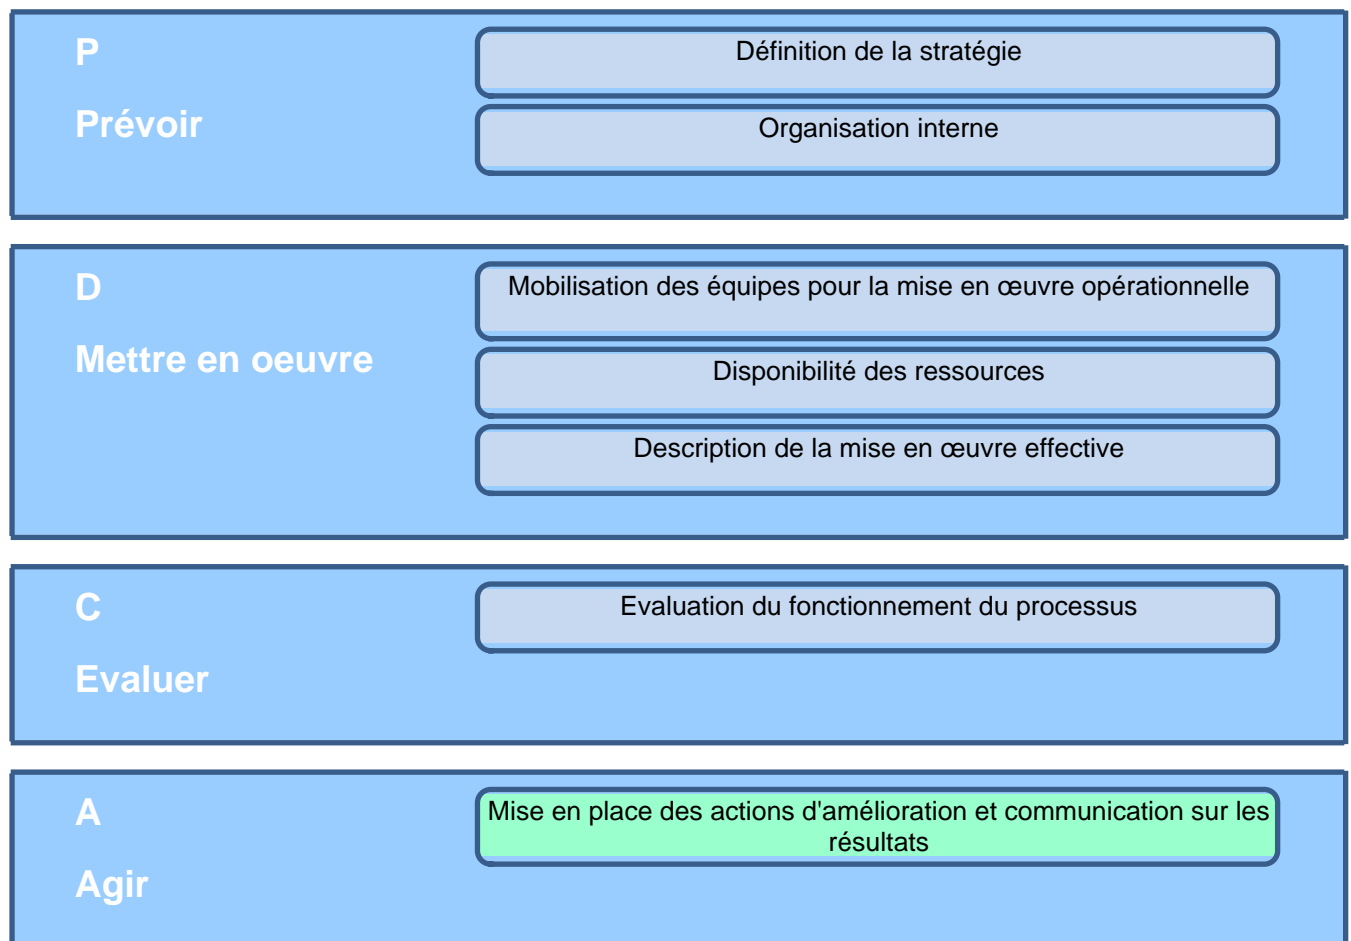 P
Définition de la stratégie
Prévoir
Organisation interne
D
Mobilisation des équipes pour la mise en œuvre opérationnelle
Mettre en oeuvre
Disponibilité des ressources
Description de la mise en œuvre effective
C
Evaluation du fonctionnement du processus
Evaluer
A
Mise en place des actions d'amélioration et communication sur les
résultats
Agir